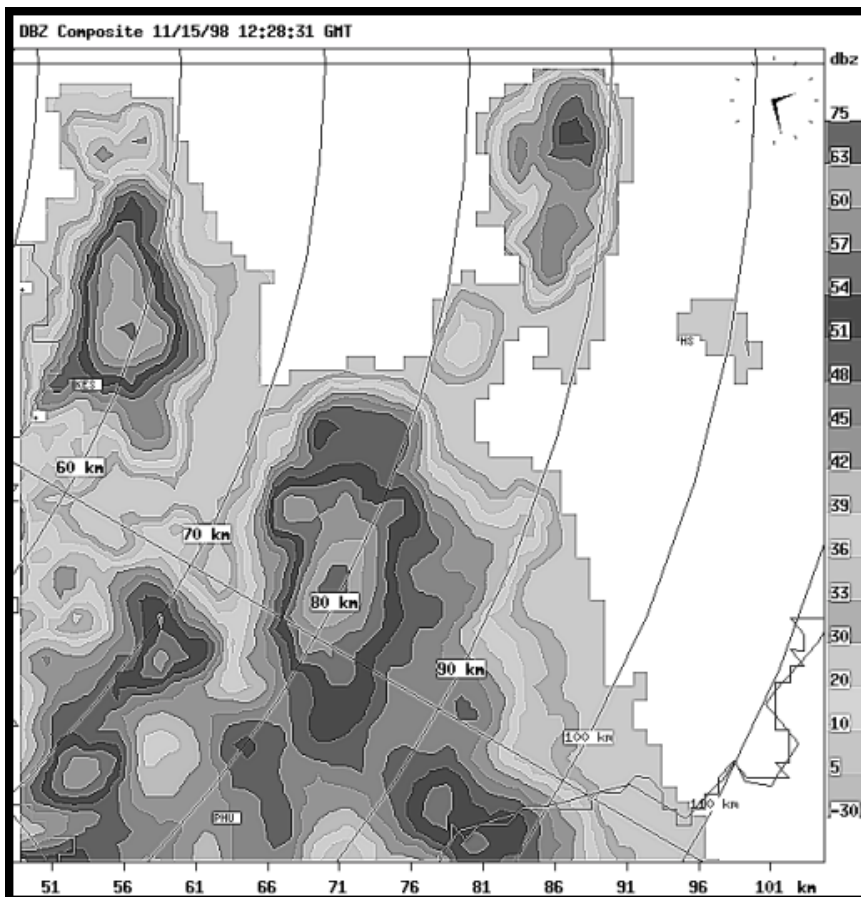 DBZ Composite 11/15/98 12:28:31 GMT
dbz
75
63
60
57
54
51
HS
48
KES
45
42
60 km
39
70 km
36
33
80 km
30
90 km
20
100 km
10
5
110 km
-30
PHU
51 56 61 66 71 76 81 86 91 96 101 km